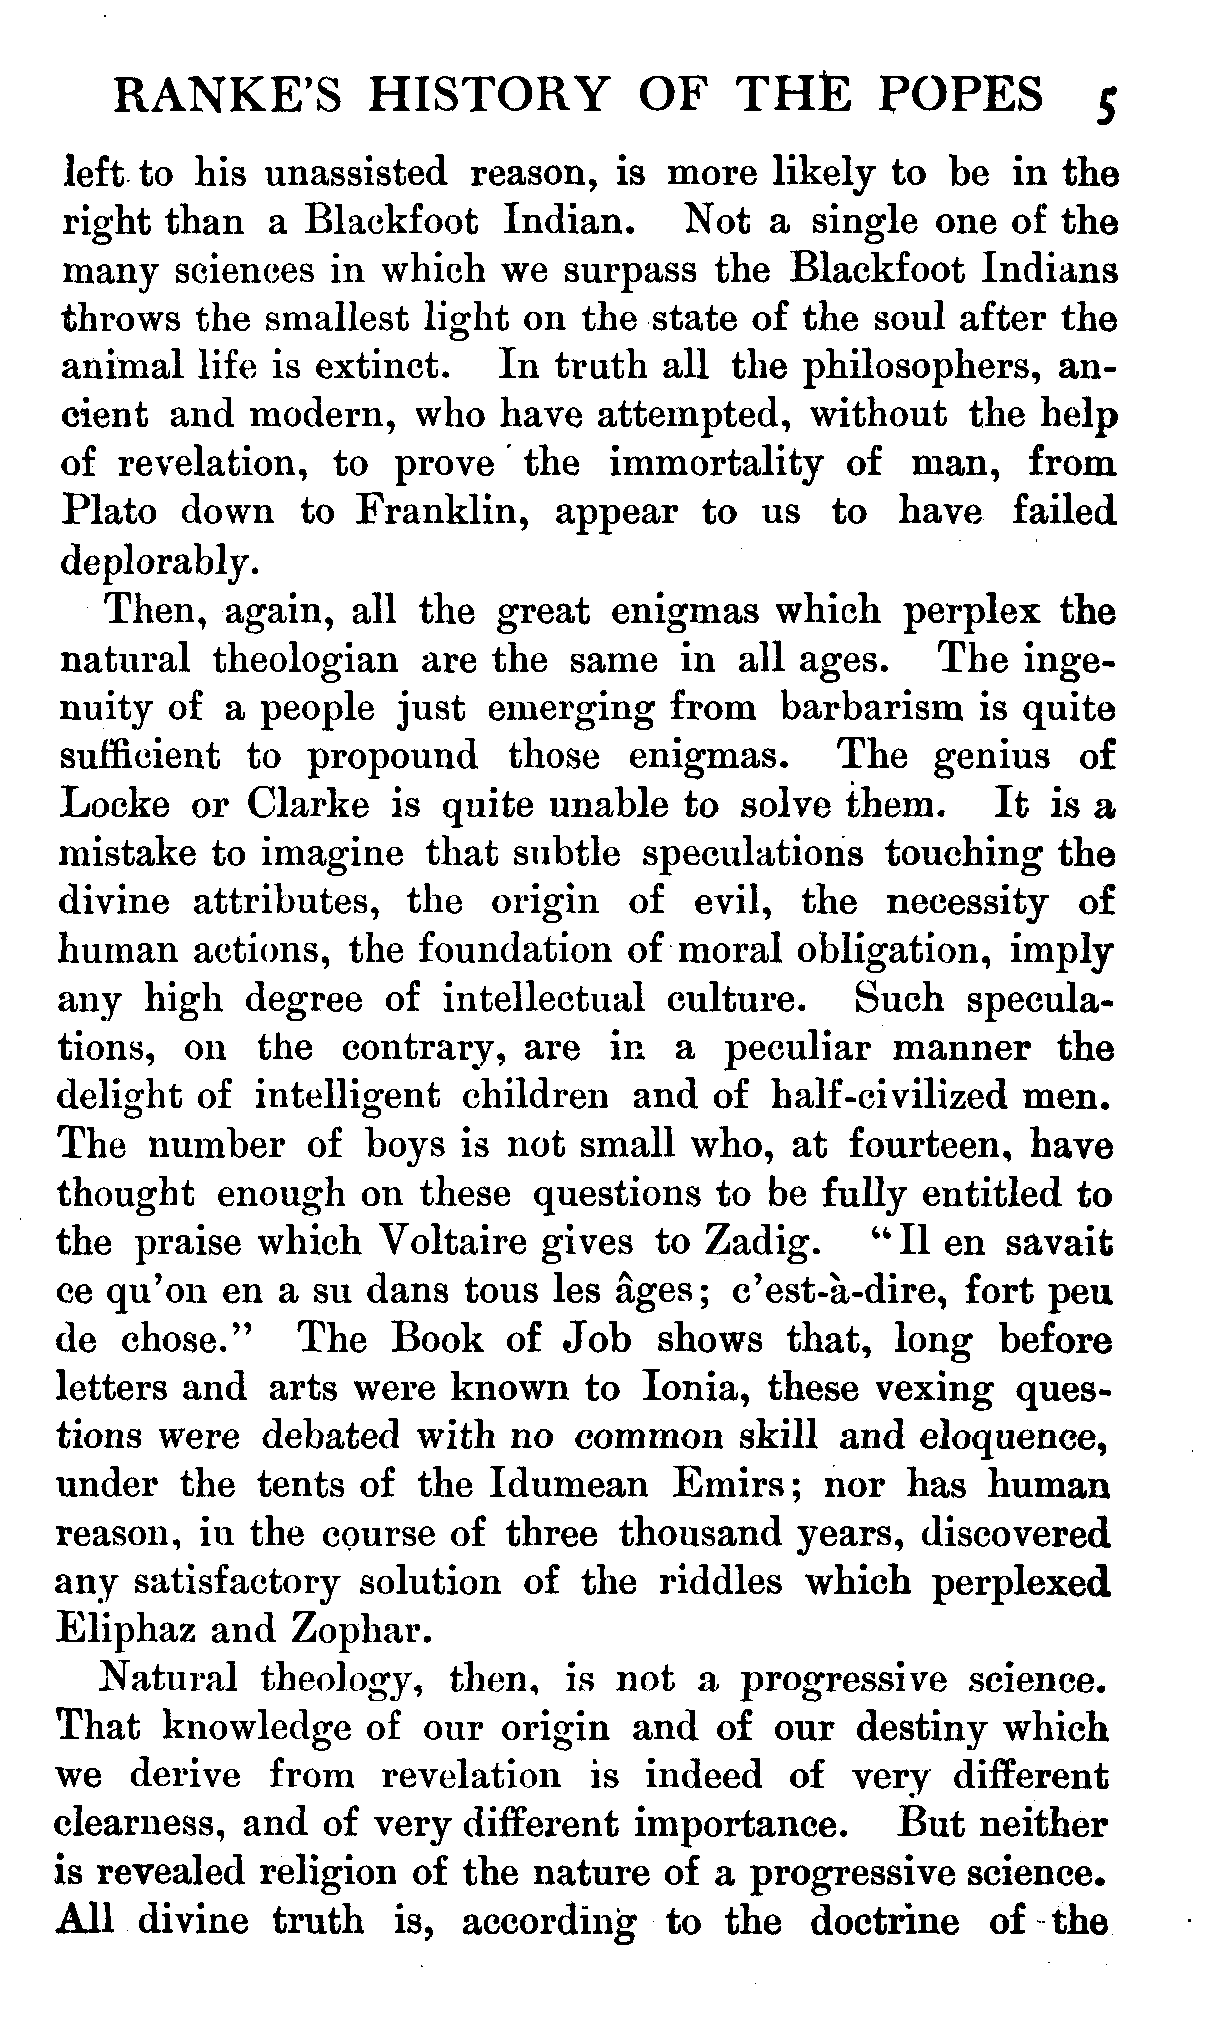 RANKE'S HISTORY OF THE POPES 5
left to his unassisted reason, is more likely to be in the
right than a Blackfoot Indian. Not a single one of the
many sciences in which we surpass the Blackfoot Indians
throws the smallest light on the state of the soul after the
animal life is extinct. In truth all the philosophers, an-
cient and modern, who have attempted, without the help
of revelation, to prove the immortality of man, from
Plato down to Franklin, appear to us to have failed
deplorably.
Then, again, all the great enigmas which perplex the
natural theologian are the same in all ages. The inge-
nuity of a people just emerging from barbarism is quite
sufficient to propound those enigmas. The genius of
Locke or Clarke is quite unable to solve them. It is a
mistake to imagine that subtle speculations touching the
divine attributes, the origin of evil, the necessity of
human actions, the foundation of moral obligation, imply
any high degree of intellectual culture. Such specula-
tions, on the contrary, are in a peculiar manner the
delight of intelligent children and of half-civilized men.
The number of boys is not small who, at fourteen, have
thought enough on these questions to be fully entitled to
the praise which Voltaire gives to Zadig. "Il en savait
ce qu'on en a su dans tous les âges; c'est-à-dire, fort peu
de chose." The Book of Job shows that, long before
letters and arts were known to Ionia, these vexing ques-
tions were debated with no common skill and eloquence,
under the tents of the Idumean Emirs; nor has human
reason, in the course of three thousand years, discovered
any satisfactory solution of the riddles which perplexed
Eliphaz and Zophar.
Natural theology, then, is not a progressive science.
That knowledge of our origin and of our destiny which
we derive from revelation is indeed of very different
clearness, and of very different importance. But neither
is revealed religion of the nature of a progressive science.
All divine truth is, according to the doctrine of the